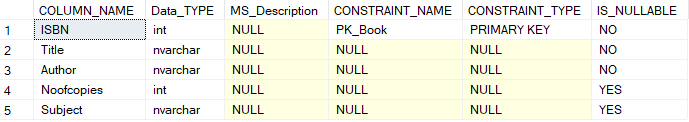 COLUMN_NAME Data_TYPE MS_Description CONSTRAINT_NAME CONSTRAINT_TYPE IS_NULLABLE
1 ISBN int NULL PK_Book PRIMARY KEY NO
2 Title nvarchar NULL NULL NULL NO
3 Author nvarchar NULL NULL NULL NO
4 Noofcopies int NULL NULL NULL YES
5 Subject nvarchar NULL NULL NULL YES